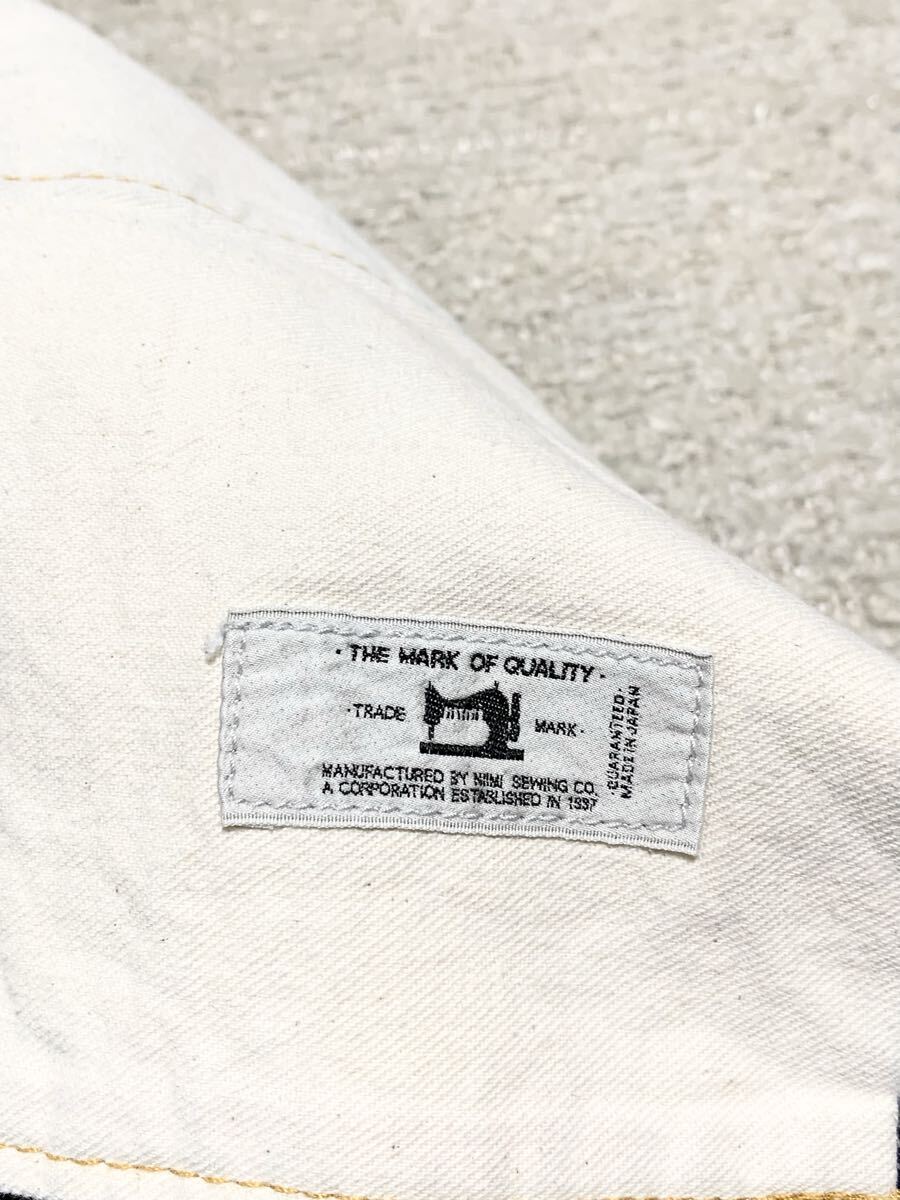 · THE MARK OF QUALITY ·
· TRADE MARK ·
MANUFACTURED BY NIIMI SEWING CO.
A CORPORATION ESTABLISHED IN 1997
· GUARANTEED ·
MADE IN JAPAN